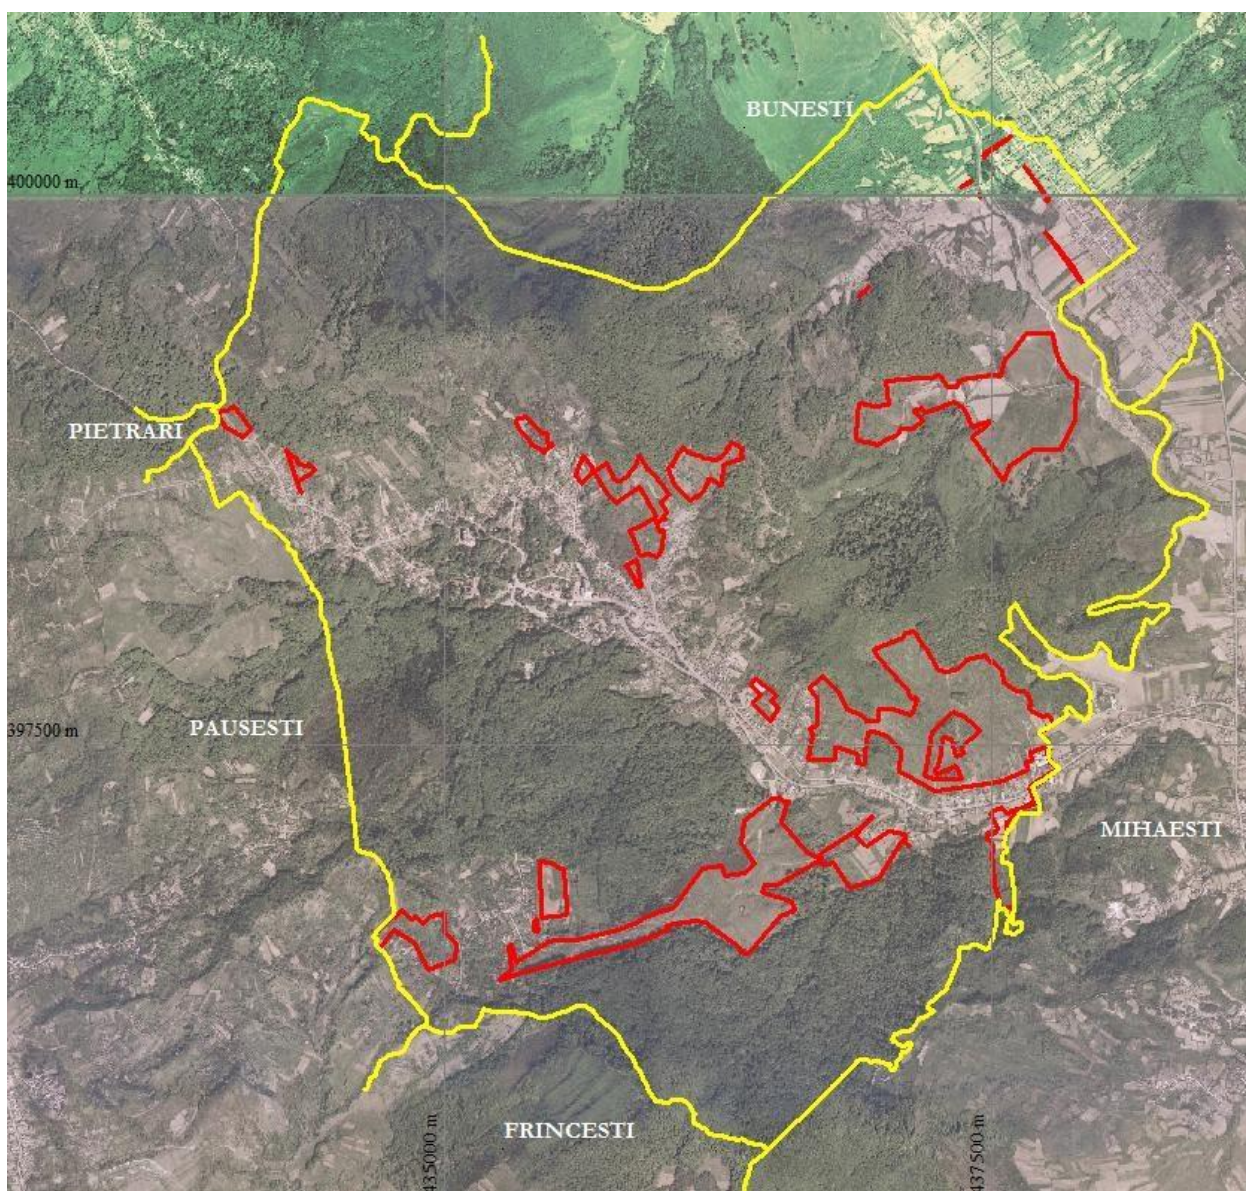 BUNESTI
400000 m
PIETRARI
PAUSESTI
397500 m
MIHAESTI
FRINCESTI
435000 m
437500 m